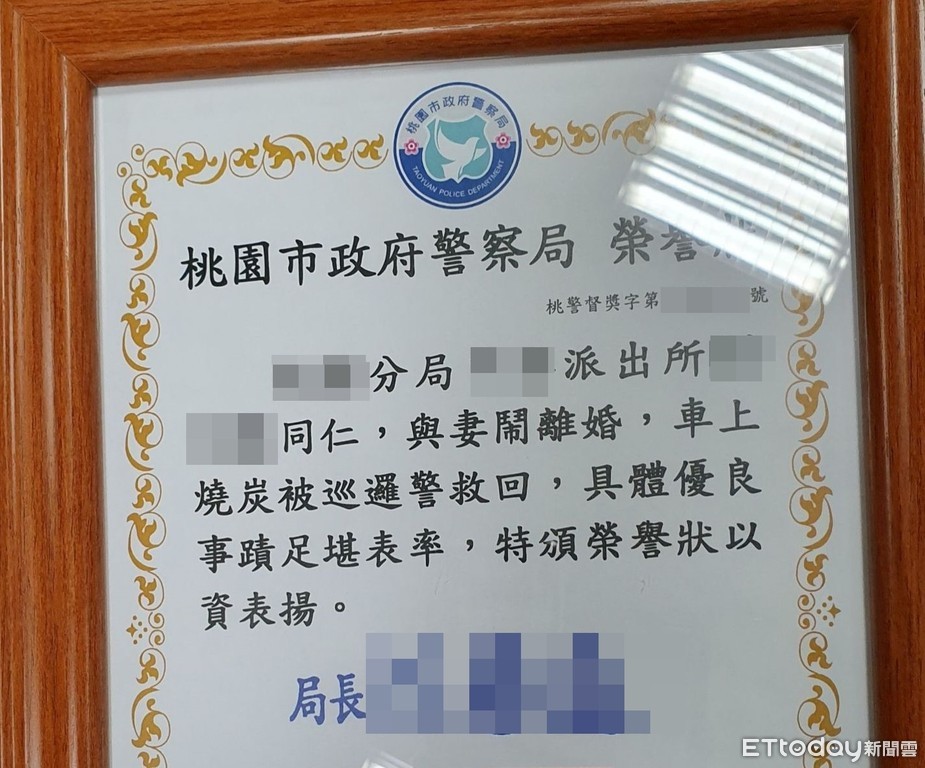 桃園市政府警察局
TAOYUAN POLICE DEPARTMENT
桃園市政府警察局 榮譽
桃警督獎字第 號
分局 派出所
同仁，與妻鬧離婚，車上
燒炭被巡邏警救回，具體優良
事蹟足堪表率，特頒榮譽狀以
資表揚。
局長
ETtoday新聞雲